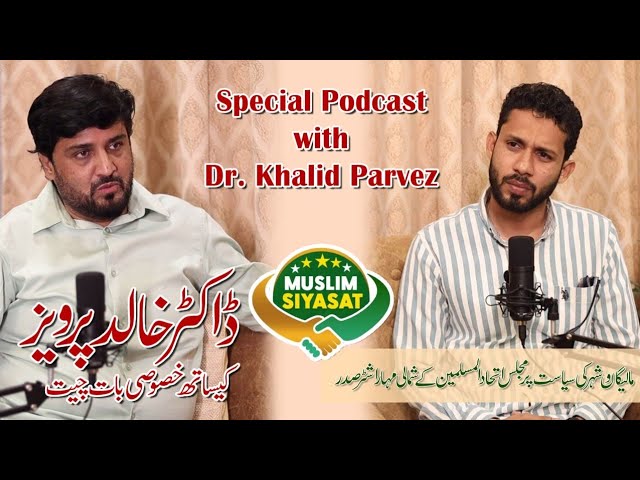 Special Podcast
with
Dr. Khalid Parvez
MUSLIM
SIYASAT
ڈاکٹر خالد پرویز
کیساتھ خصوصی بات چیت
مالیگاؤں شہر کی سیاست پر مجلس اتحاد المسلمین کے شمالی مہاراشٹر صدر